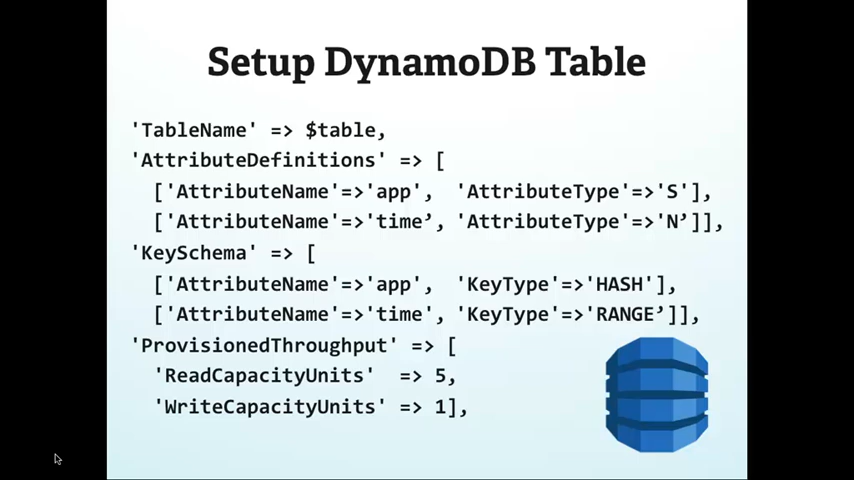 Setup DynamoDB Table
'TableName' => $table,
'AttributeDefinitions' => [
['AttributeName'=>'app', 'AttributeType'=>'S'],
['AttributeName'=>'time’, 'AttributeType'=>'N’]],
'KeySchema' => [
['AttributeName'=>'app', 'KeyType'=>'HASH'],
['AttributeName'=>'time', 'KeyType'=>'RANGE’]],
'ProvisionedThroughput' => [
'ReadCapacityUnits' => 5,
'WriteCapacityUnits' => 1],